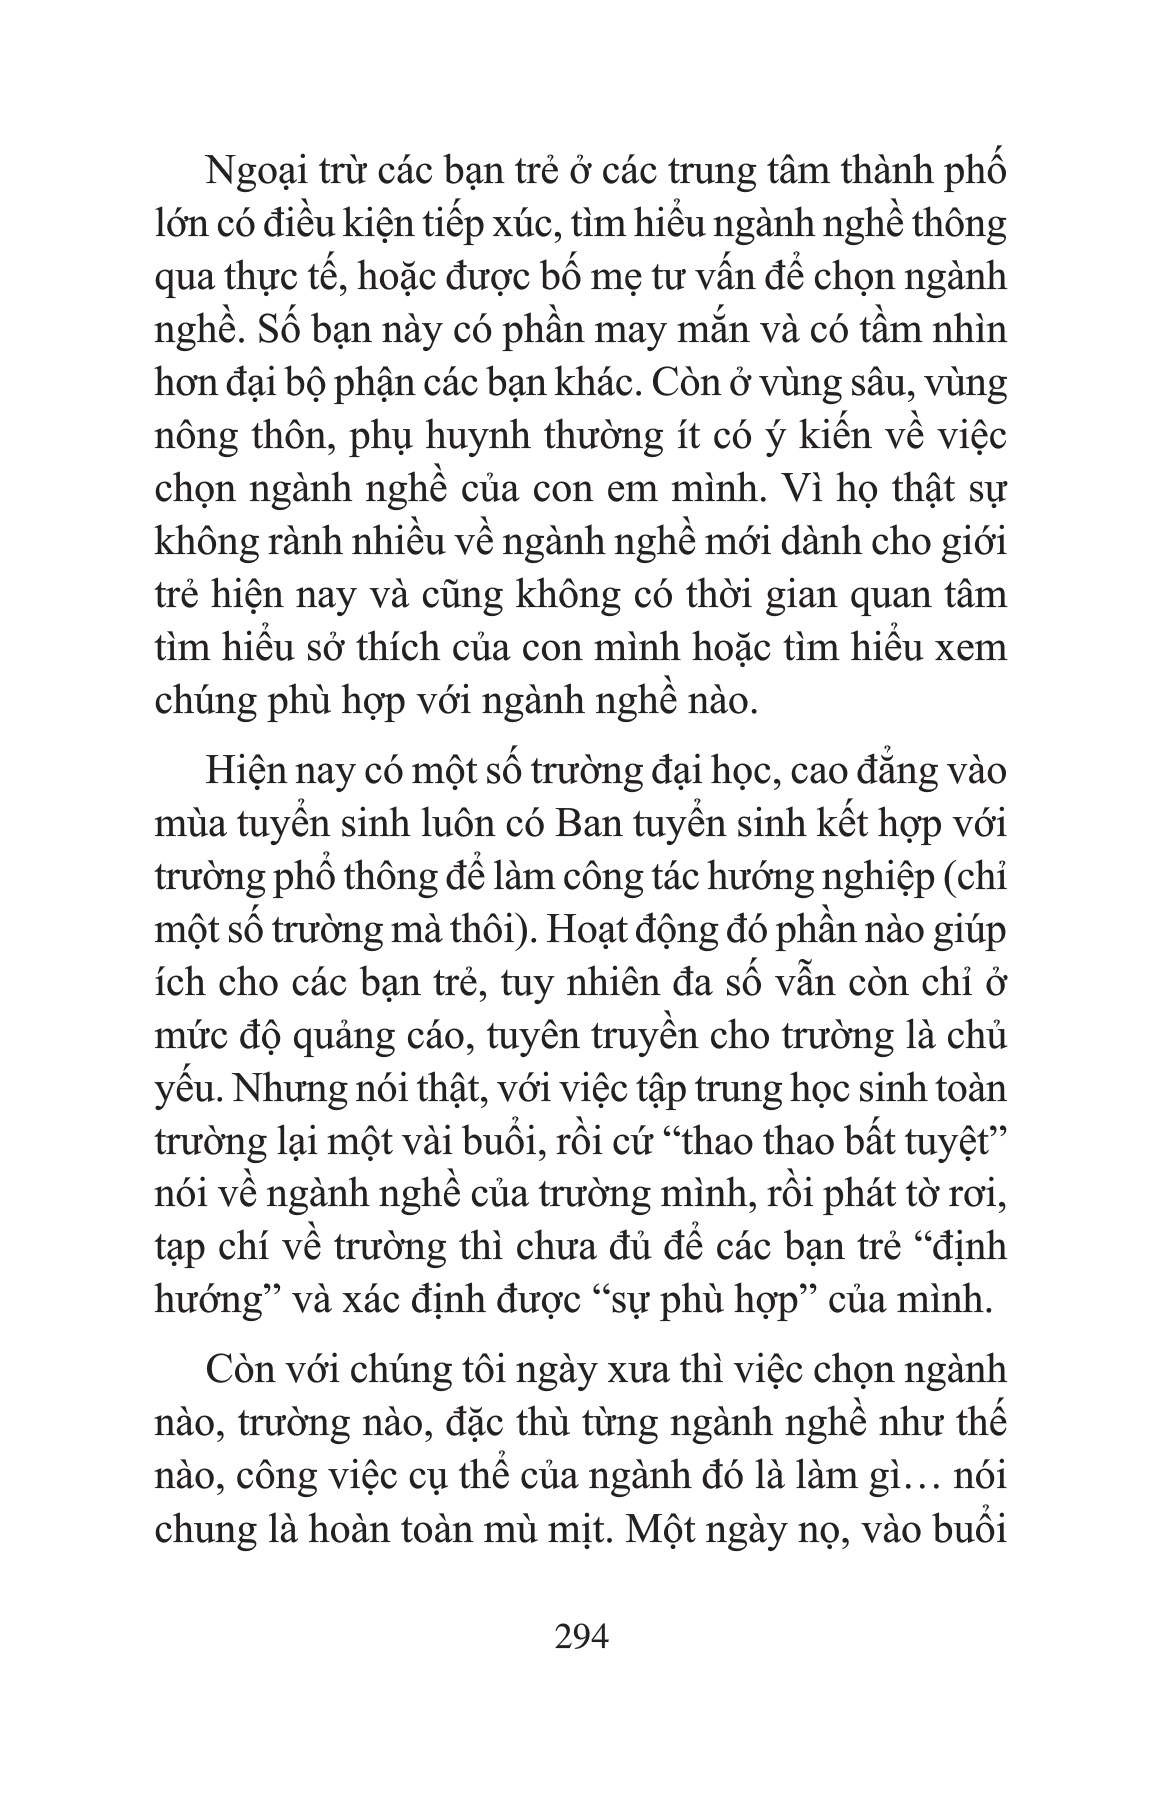 Ngoại trừ các bạn trẻ ở các trung tâm thành phố
lớn có điều kiện tiếp xúc, tìm hiểu ngành nghề thông
qua thực tế, hoặc được bố mẹ tư vấn để chọn ngành
nghề. Số bạn này có phần may mắn và có tầm nhìn
hơn đại bộ phận các bạn khác. Còn ở vùng sâu, vùng
nông thôn, phụ huynh thường ít có ý kiến về việc
chọn ngành nghề của con em mình. Vì họ thật sự
không rành nhiều về ngành nghề mới dành cho giới
trẻ hiện nay và cũng không có thời gian quan tâm
tìm hiểu sở thích của con mình hoặc tìm hiểu xem
chúng phù hợp với ngành nghề nào.
Hiện nay có một số trường đại học, cao đẳng vào
mùa tuyển sinh luôn có Ban tuyển sinh kết hợp với
trường phổ thông để làm công tác hướng nghiệp (chỉ
một số trường mà thôi). Hoạt động đó phần nào giúp
ích cho các bạn trẻ, tuy nhiên đa số vẫn còn chỉ ở
mức độ quảng cáo, tuyên truyền cho trường là chủ
yếu. Nhưng nói thật, với việc tập trung học sinh toàn
trường lại một vài buổi, rồi cứ “thao thao bất tuyệt”
nói về ngành nghề của trường mình, rồi phát tờ rơi,
tạp chí về trường thì chưa đủ để các bạn trẻ “định
hướng” và xác định được “sự phù hợp” của mình.
Còn với chúng tôi ngày xưa thì việc chọn ngành
nào, trường nào, đặc thù từng ngành nghề như thế
nào, công việc cụ thể của ngành đó là làm gì… nói
chung là hoàn toàn mù mịt. Một ngày nọ, vào buổi
294